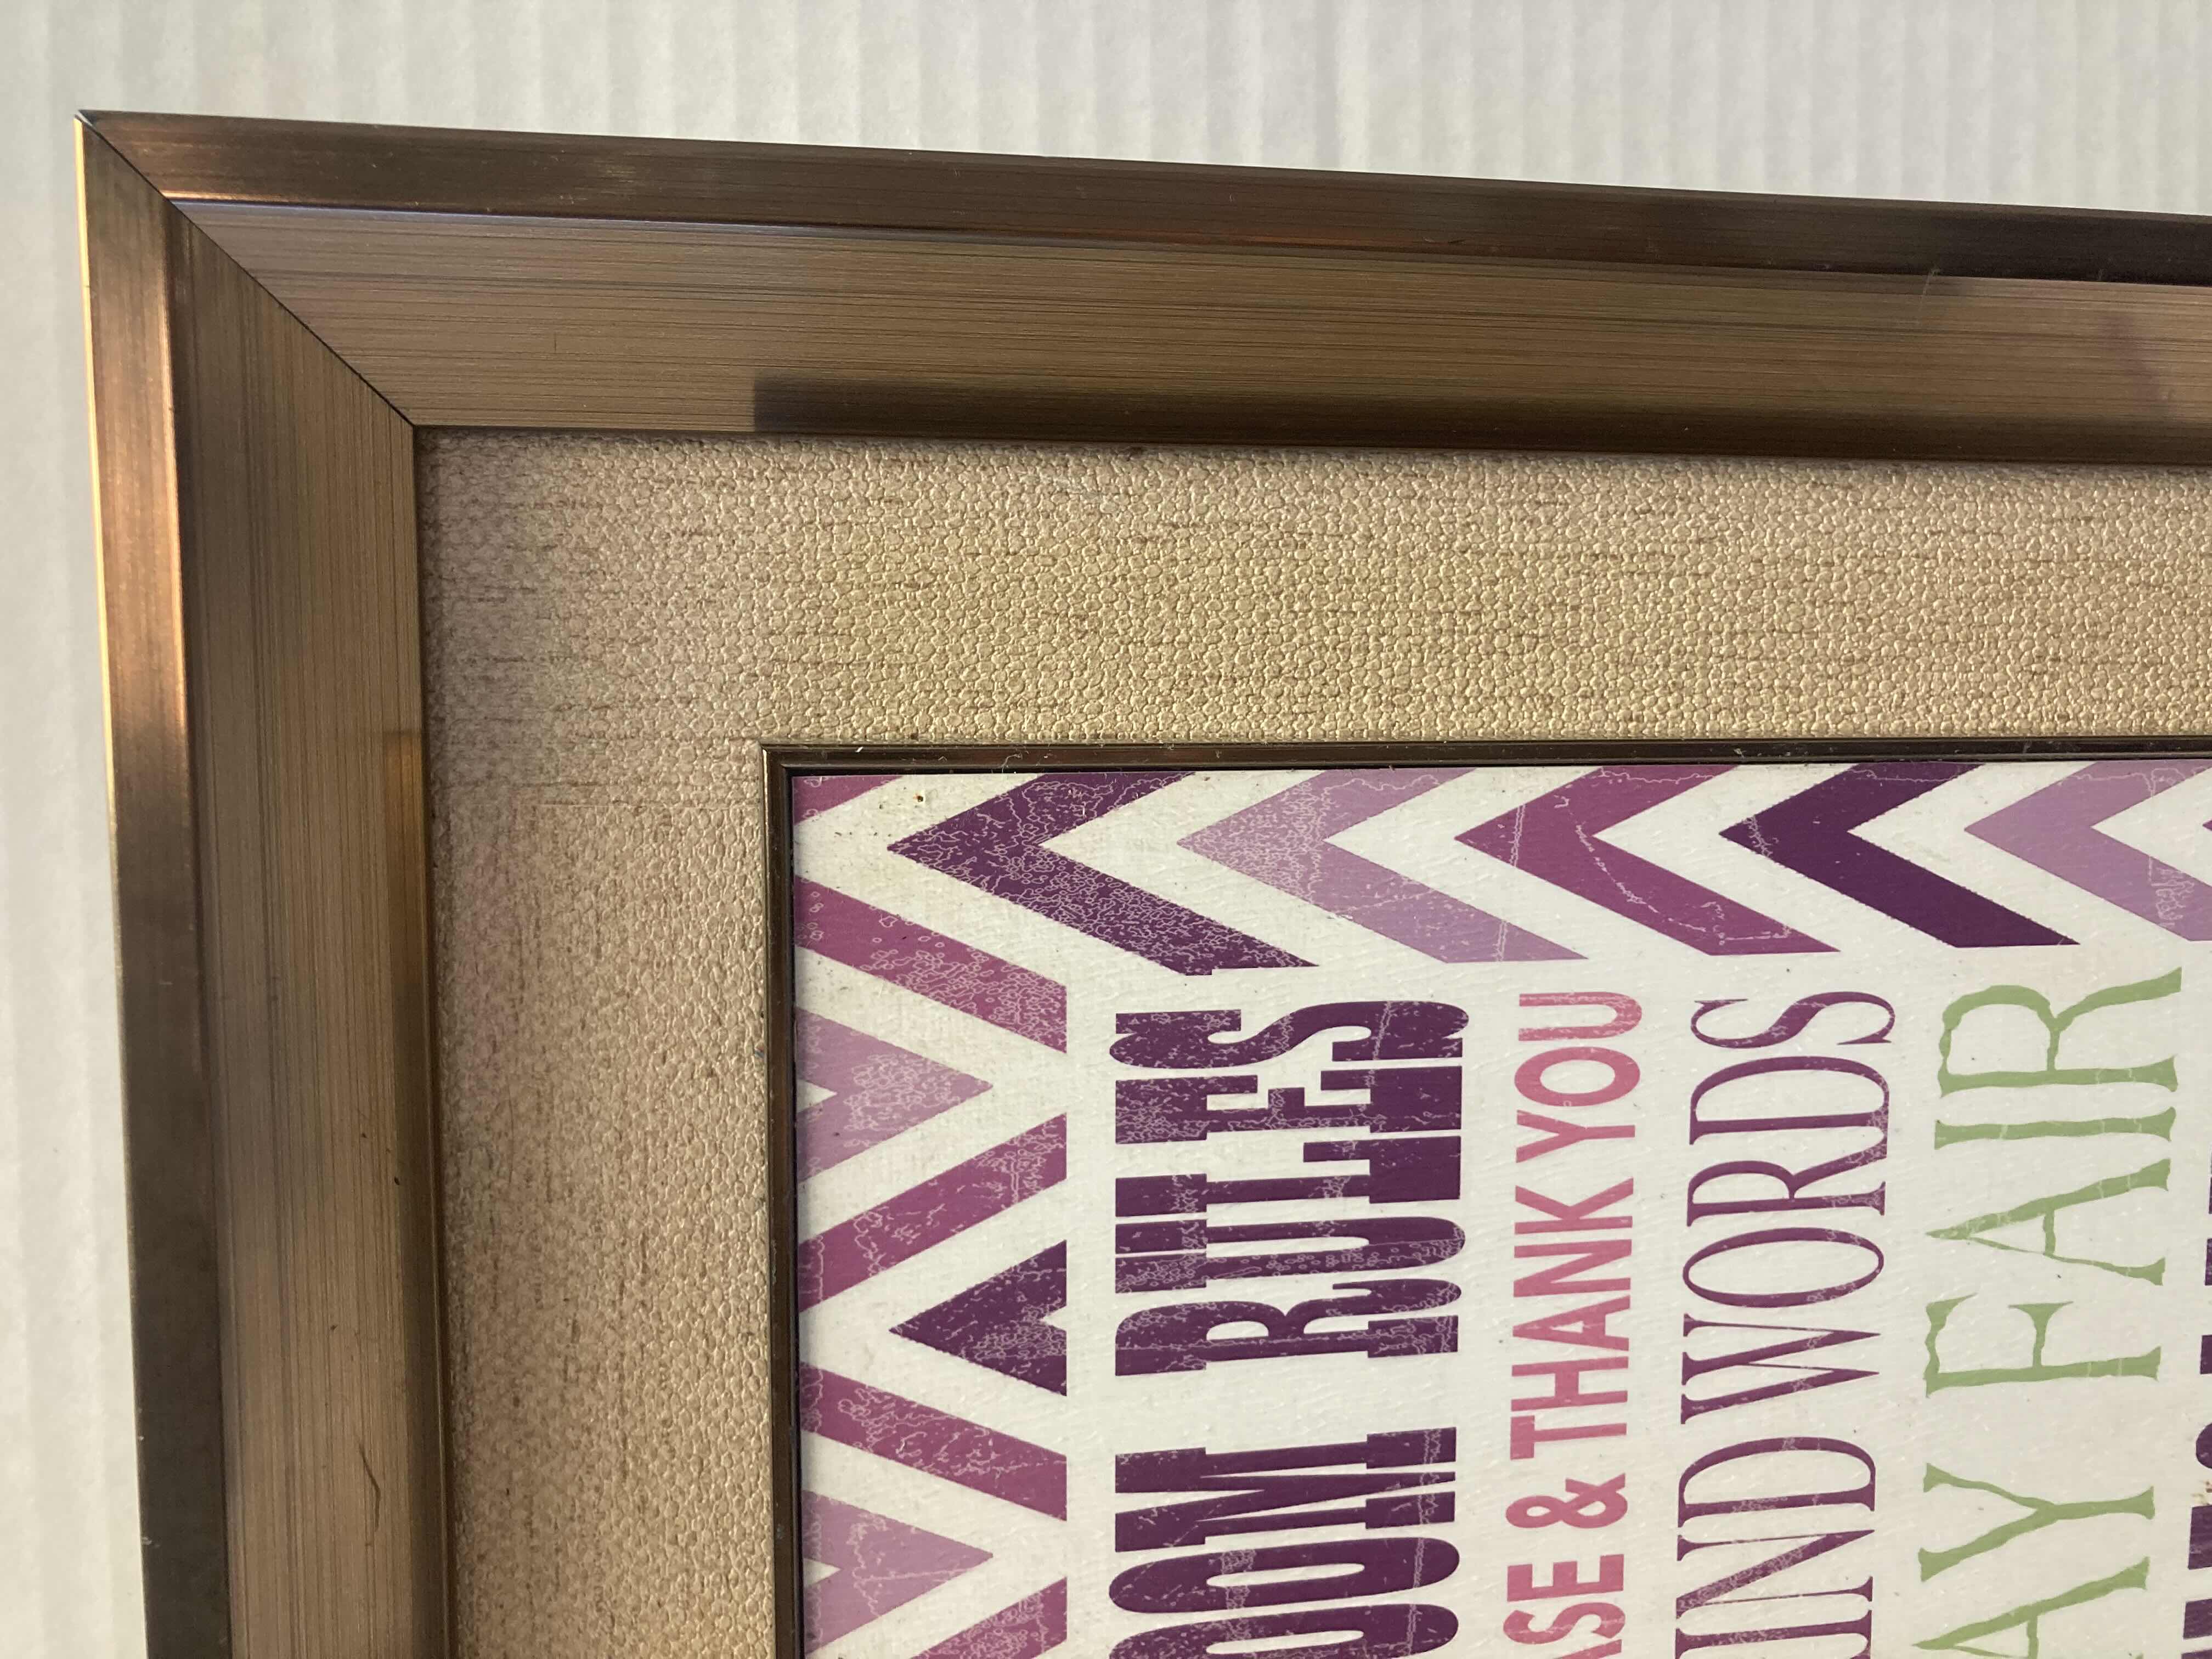 OOM RULES
ASE & THANK YOU
IND WORDS
AY FAIR